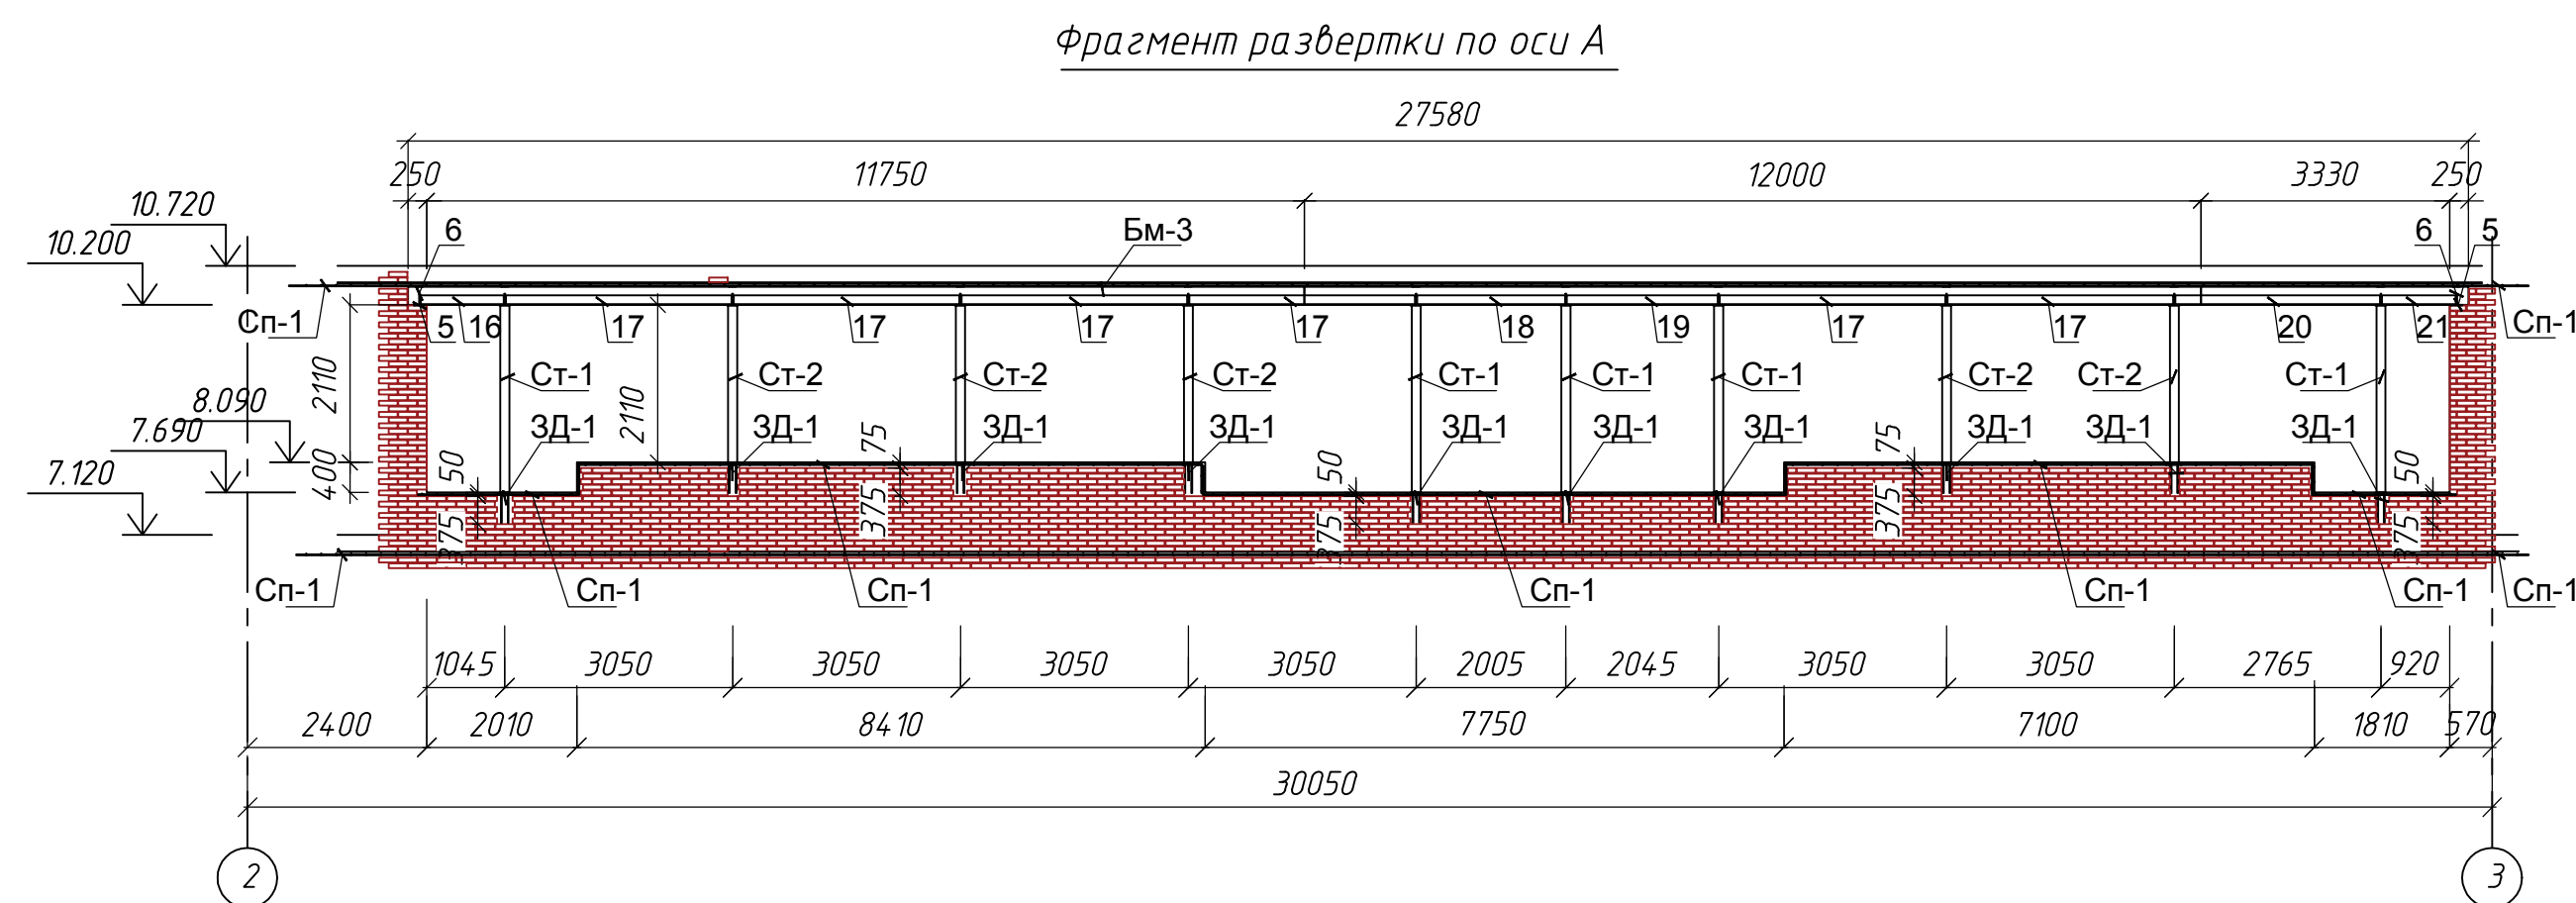 Фрагмент развертки по оси А
27580
250 11750 12000 3330 250
10.720
10.200
6 Бм-3 6 5
Сп-1 5 16 17 17 17 17 18 19 17 17 20 21 Сп-1
Ст-1 Ст-2 Ст-2 Ст-2 Ст-1 Ст-1 Ст-1 Ст-2 Ст-2 Ст-1
2110 2110
8.090
7.690
7.120
ЗД-1 ЗД-1 ЗД-1 ЗД-1 ЗД-1 ЗД-1 ЗД-1 ЗД-1 ЗД-1 ЗД-1
400 50 75 50 75 50
375 375 375 375 375
Сп-1 Сп-1 Сп-1 Сп-1 Сп-1 Сп-1 Сп-1
1045 3050 3050 3050 3050 2005 2045 3050 3050 2765 920
2400 2010 8410 7750 7100 1810 570
30050
2 3